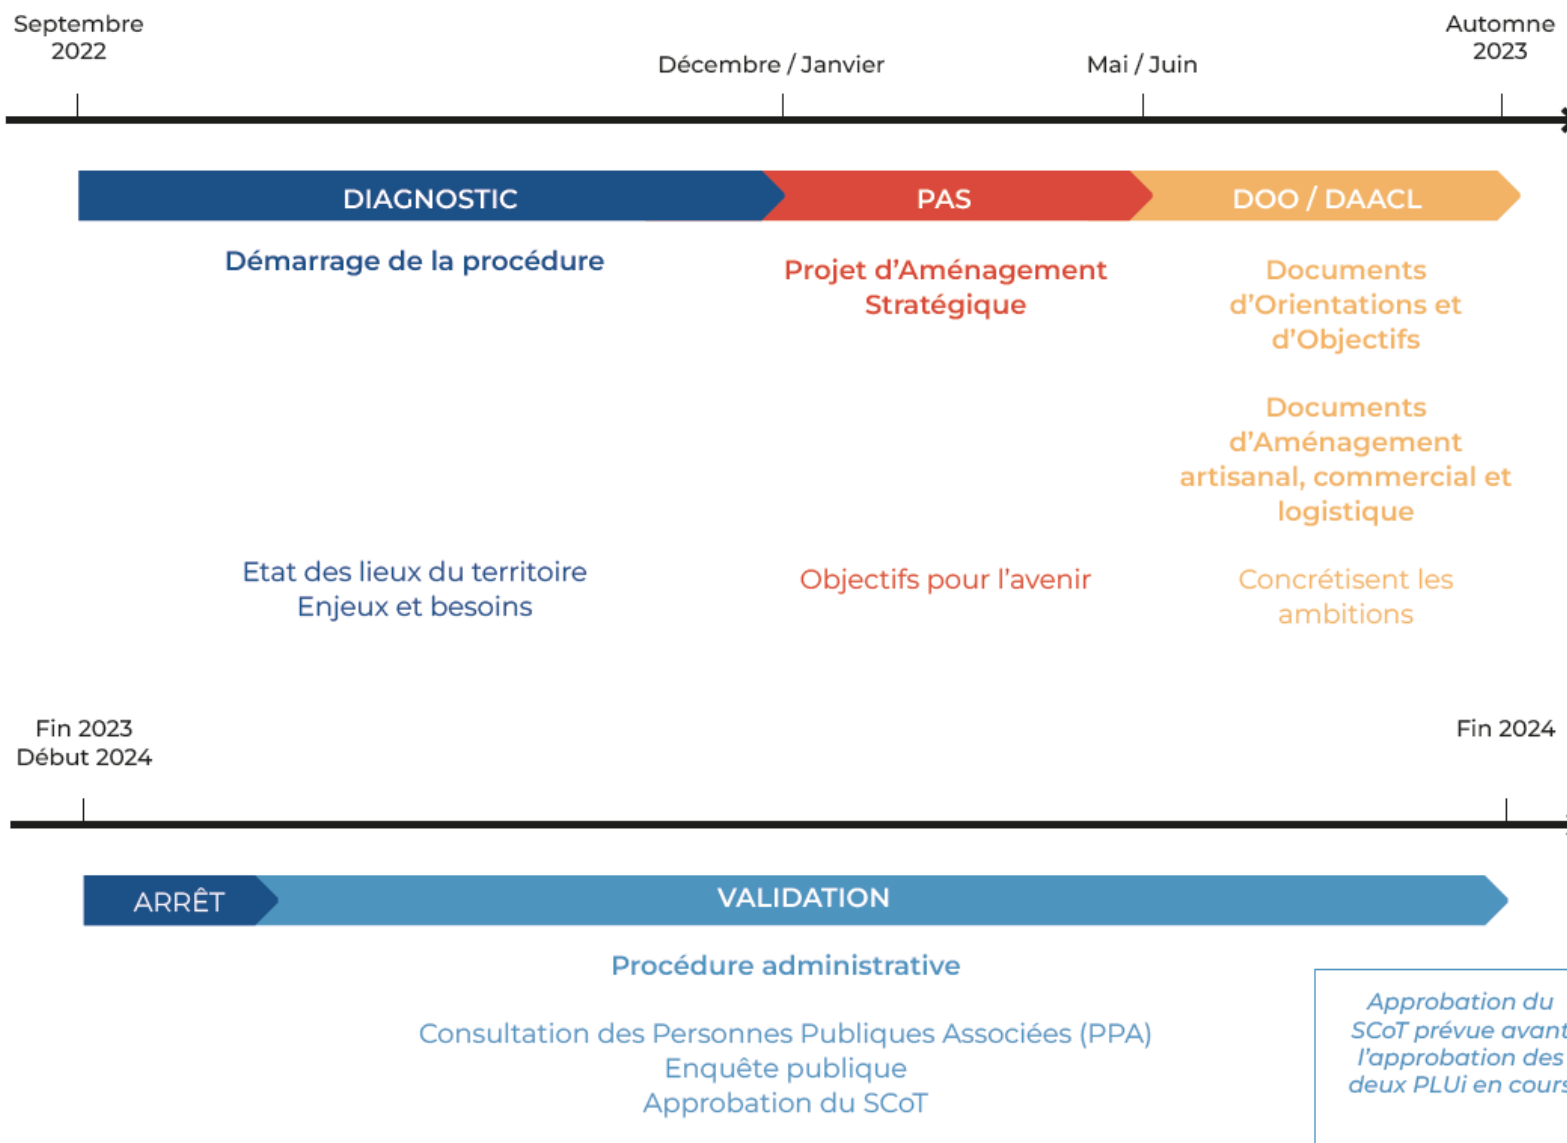 Septembre
2022
Décembre / Janvier
Mai / Juin
Automne
2023
DIAGNOSTIC
PAS
DOO / DAACL
Démarrage de la procédure
Projet d’Aménagement
Stratégique
Documents
d’Orientations et
d’Objectifs
Documents
d’Aménagement
artisanal, commercial et
logistique
Etat des lieux du territoire
Enjeux et besoins
Objectifs pour l’avenir
Concrétisent les
ambitions
Fin 2023
Début 2024
Fin 2024
ARRÊT
VALIDATION
Procédure administrative
Consultation des Personnes Publiques Associées (PPA)
Enquête publique
Approbation du SCoT
Approbation du
SCoT prévue avant
l’approbation des
deux PLUi en cours